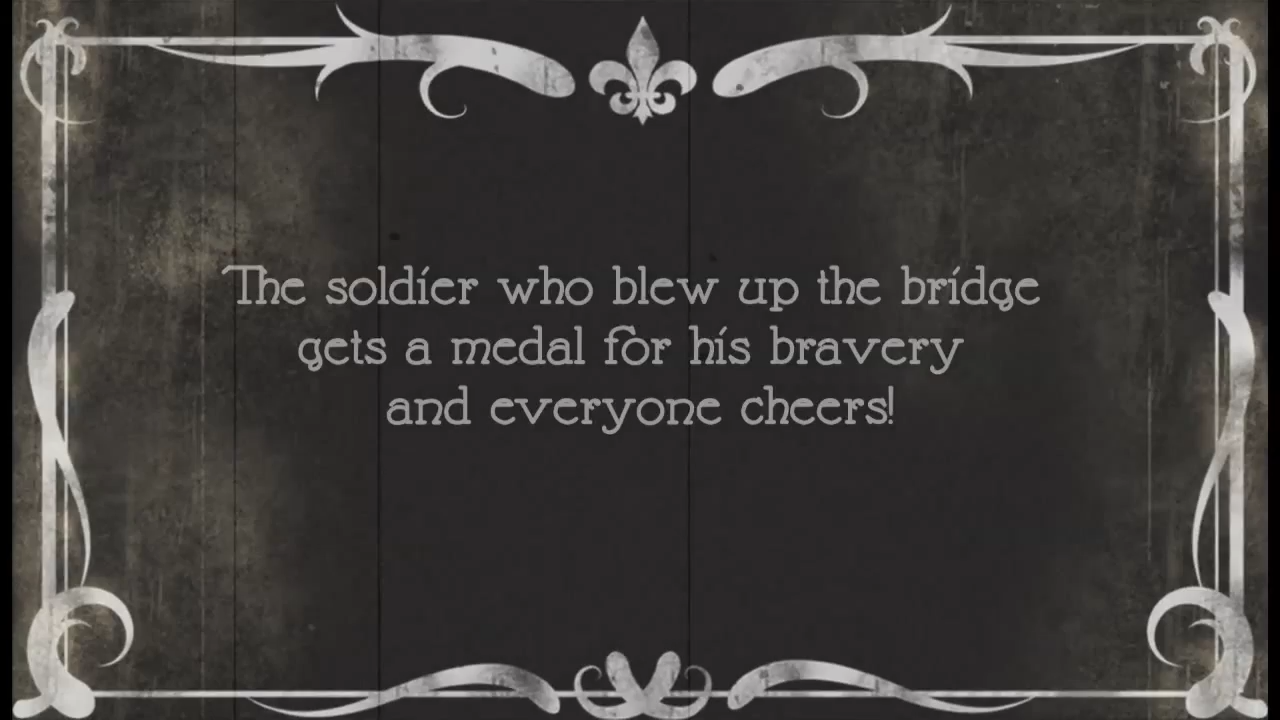 The soldier who blew up the bridge
gets a medal for his bravery
and everyone cheers!